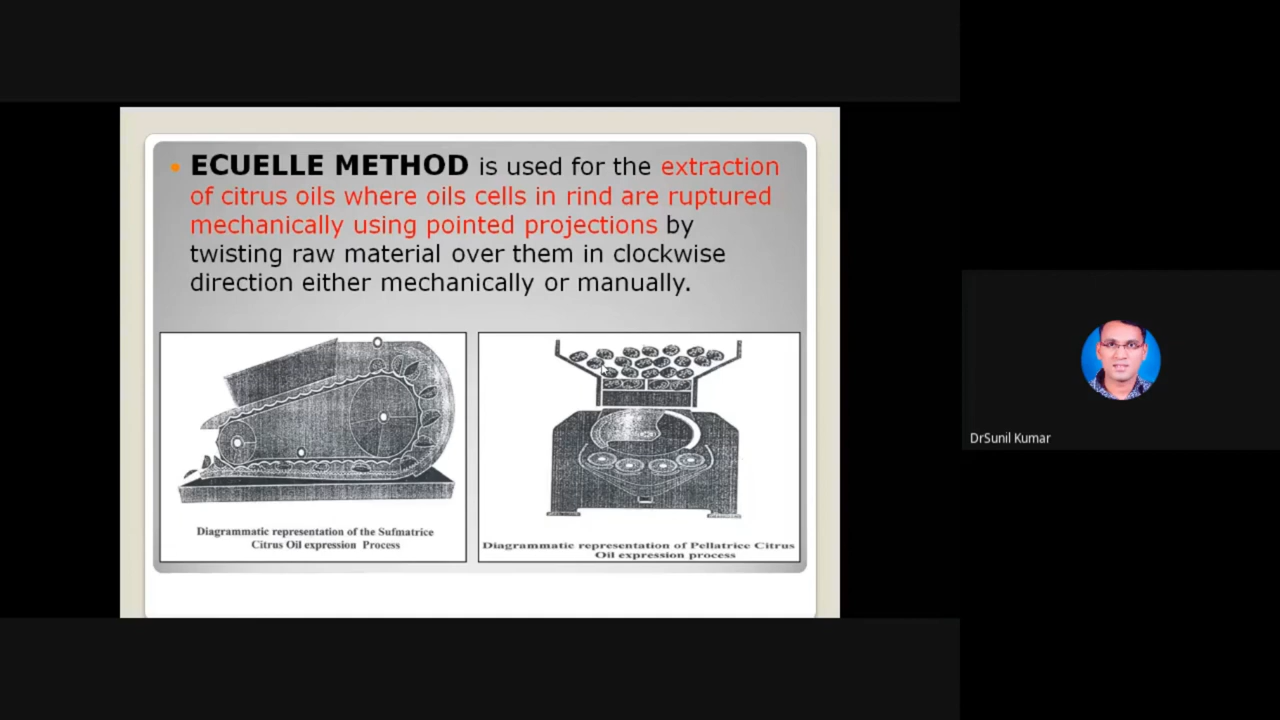 ECUELLE METHOD is used for the extraction
of citrus oils where oils cells in rind are ruptured
mechanically using pointed projections by
twisting raw material over them in clockwise
direction either mechanically or manually.
Diagrammatic representation of the Sufmatrice
Citrus Oil expression Process
Diagrammatic representation of Pellatrice Citrus
Oil expression process
DrSunil Kumar